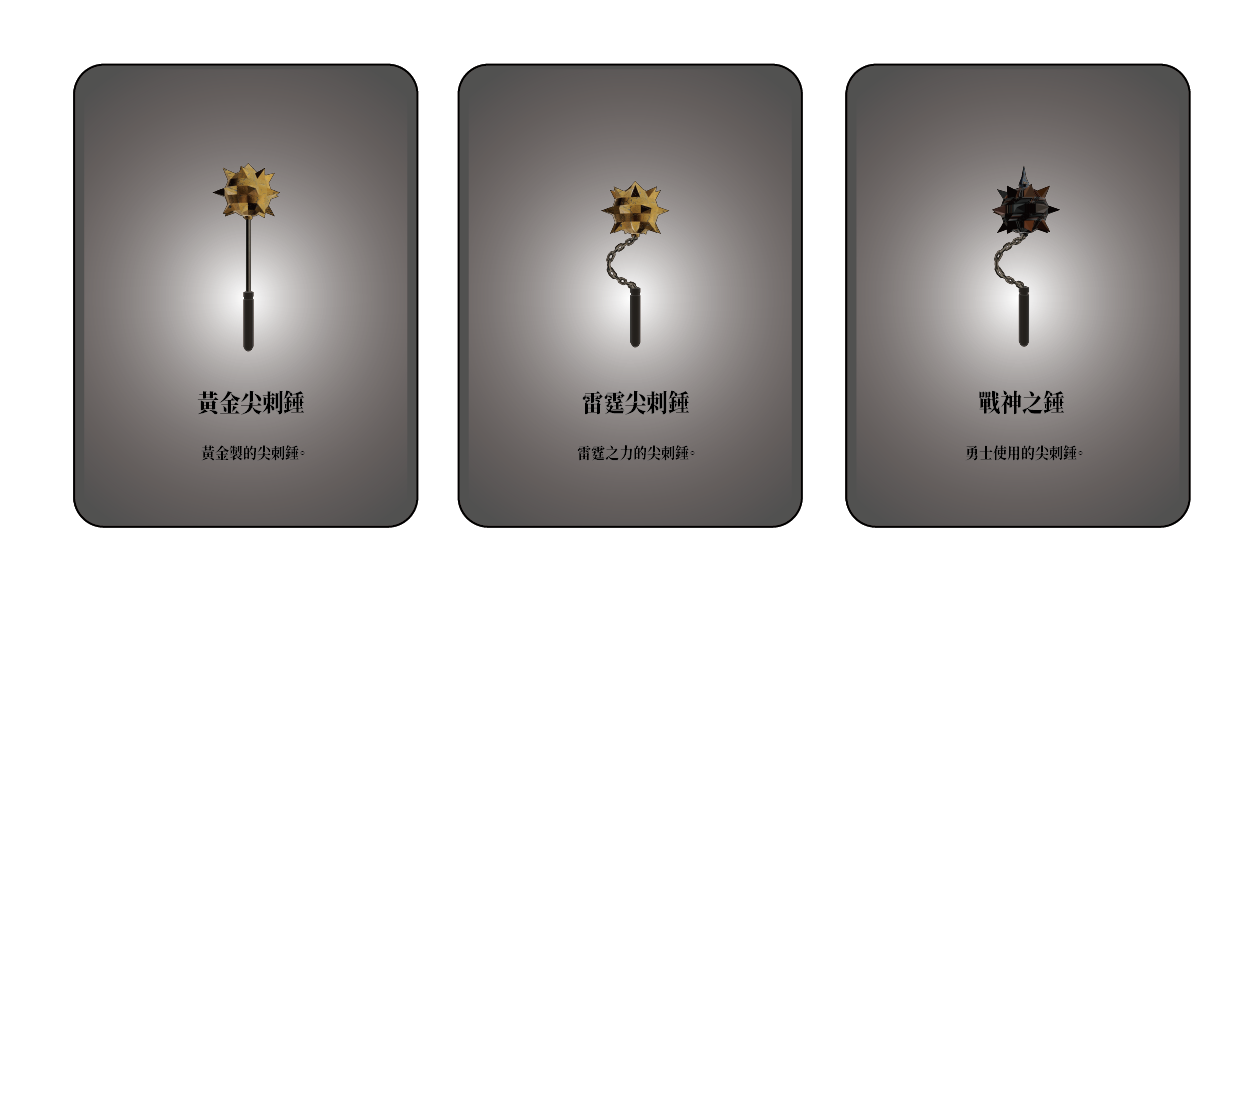 黃金尖刺錘
黃金製的尖刺錘。
雷霆尖刺錘
雷霆之力的尖刺錘。
戰神之錘
勇士使用的尖刺錘。